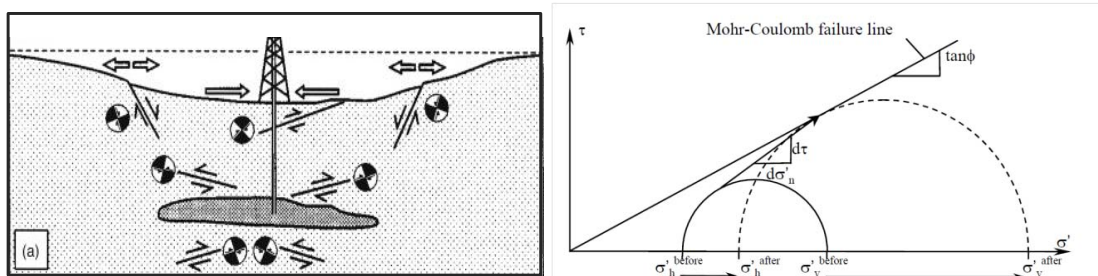 (a)
τ
Mohr-Coulomb failure line
tanϕ
dτ
dσ'n
σ'
σ'h before
σ'h after
σ'v before
σ'v after